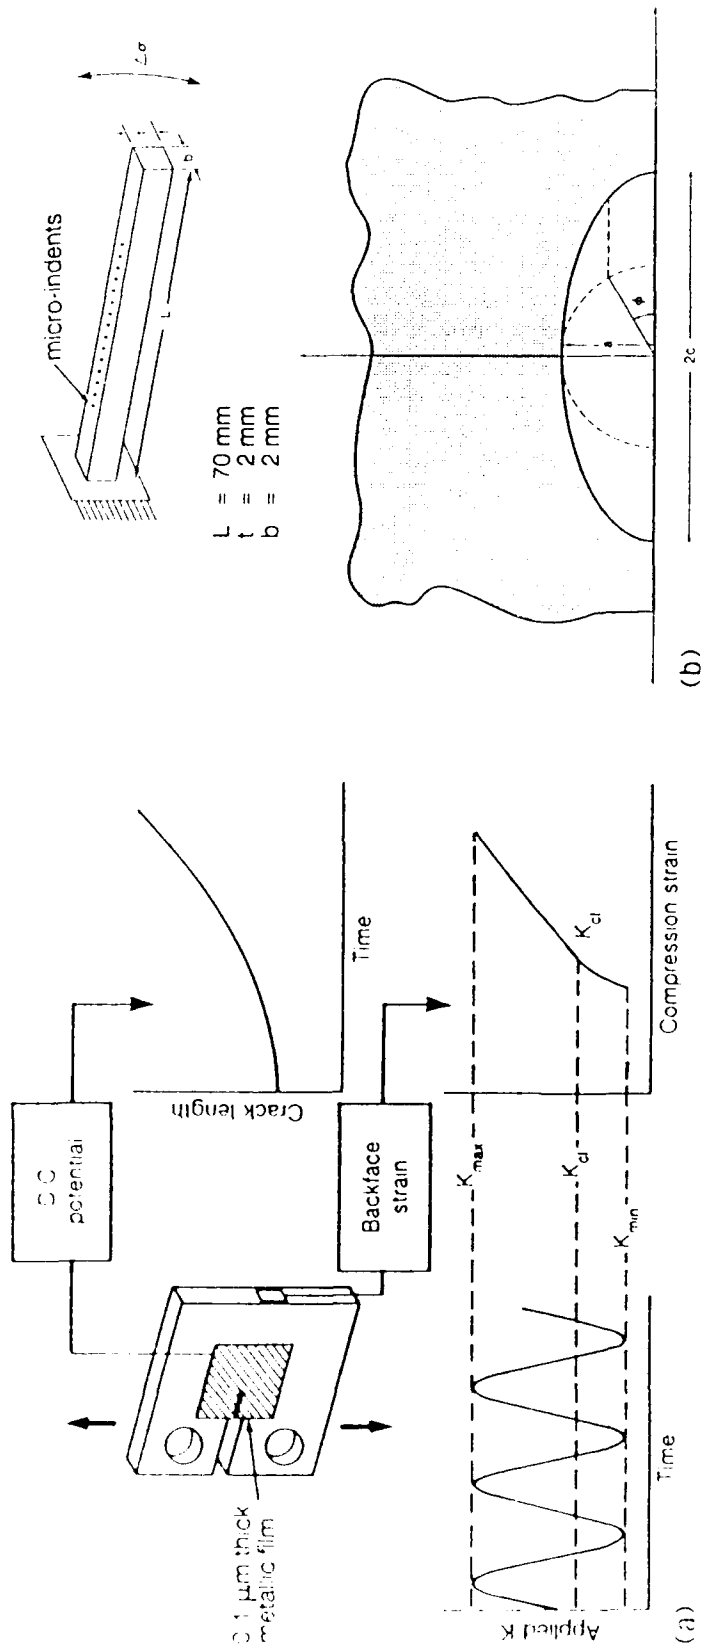 D.C.
potential
0.1 μm thick
metallic film
Crack length
Time
Backface
strain
Applied K
Time
K_max
K_cl
K_min
K_cl
Compression strain
(a)
micro-indents
Δσ
t
b
L
L = 70 mm
t = 2 mm
b = 2 mm
a
ϕ
2c
(b)